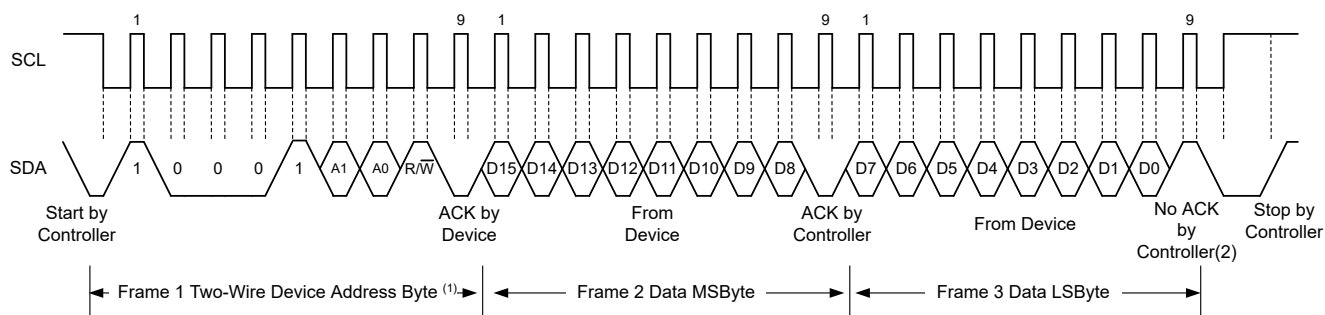 1 9 1 9 1 9
SCL
SDA
1 0 0 0 1 A1 A0 R/W̅ D15 D14 D13 D12 D11 D10 D9 D8 D7 D6 D5 D4 D3 D2 D1 D0
Start by
Controller
ACK by
Device
From
Device
ACK by
Controller
From Device
No ACK
by
Controller(2)
Stop by
Controller
Frame 1 Two-Wire Device Address Byte (1)
Frame 2 Data MSByte
Frame 3 Data LSByte